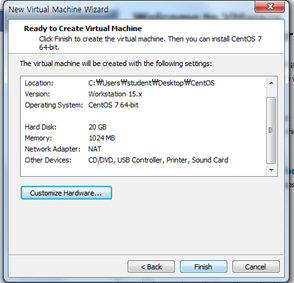 New Virtual Machine Wizard
Ready to Create Virtual Machine
Click Finish to create the virtual machine. Then you can install CentOS 7
64-bit.
The virtual machine will be created with the following settings:
Location: C:₩Users₩student₩Desktop₩CentOS
Version: Workstation 15.x
Operating System: CentOS 7 64-bit
Hard Disk: 20 GB
Memory: 1024 MB
Network Adapter: NAT
Other Devices: CD/DVD, USB Controller, Printer, Sound Card
Customize Hardware...
< Back Finish Cancel